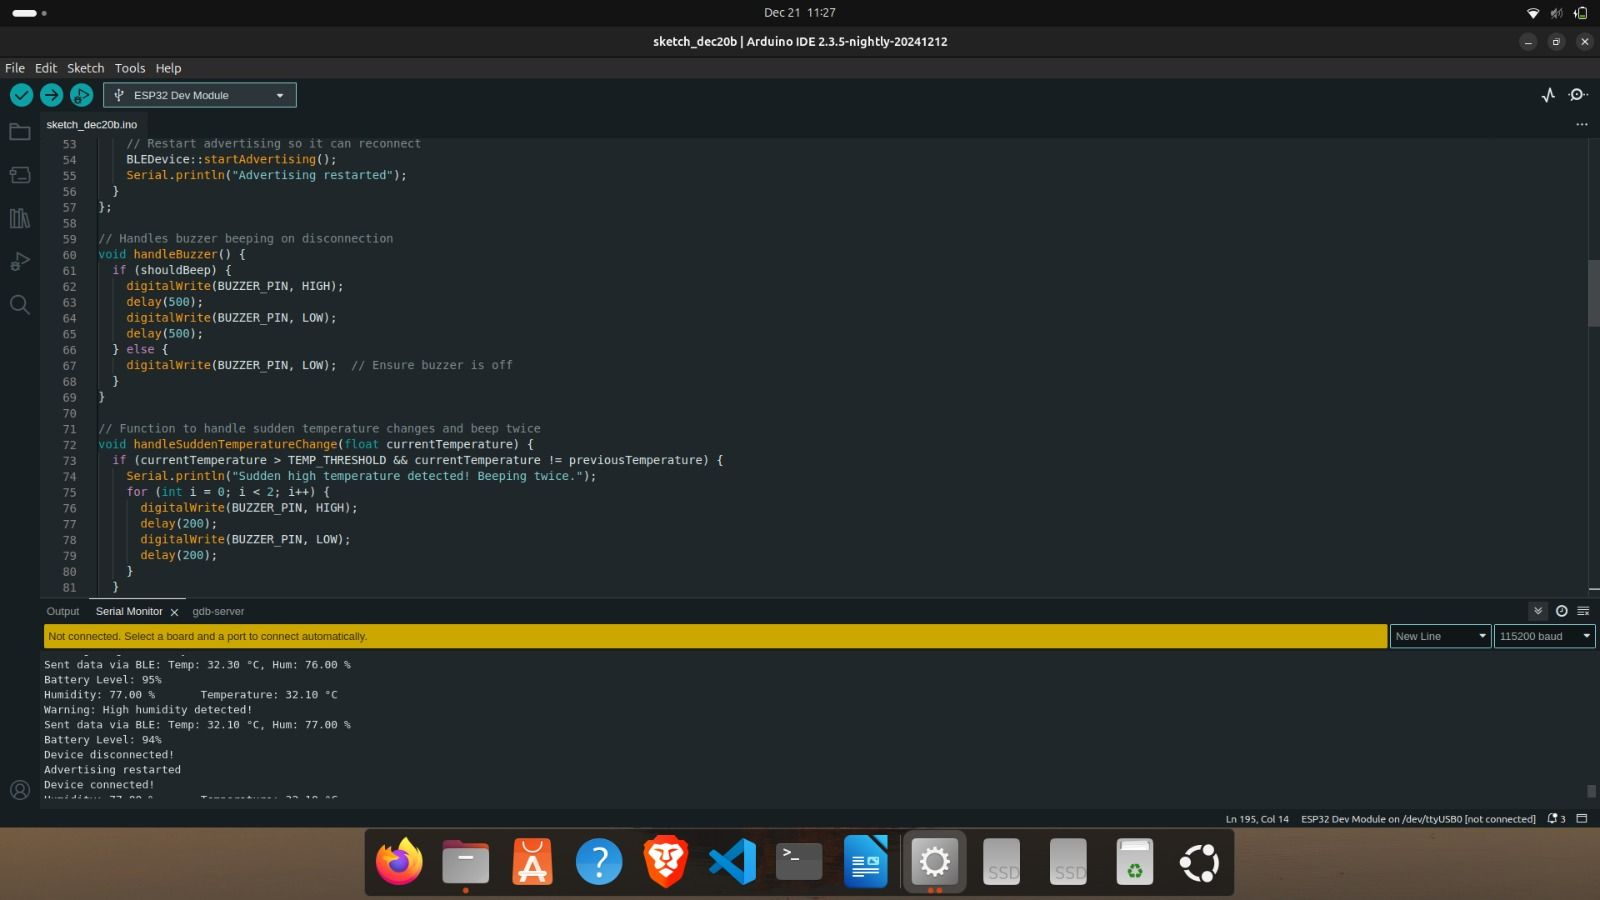 Dec 21 11:27
sketch_dec20b | Arduino IDE 2.3.5-nightly-20241212
File Edit Sketch Tools Help
ESP32 Dev Module
sketch_dec20b.ino
53 // Restart advertising so it can reconnect
54 BLEDevice::startAdvertising();
55 Serial.println("Advertising restarted");
56 }
57 };
58
59 // Handles buzzer beeping on disconnection
60 void handleBuzzer() {
61 if (shouldBeep) {
62 digitalWrite(BUZZER_PIN, HIGH);
63 delay(500);
64 digitalWrite(BUZZER_PIN, LOW);
65 delay(500);
66 } else {
67 digitalWrite(BUZZER_PIN, LOW); // Ensure buzzer is off
68 }
69 }
70
71 // Function to handle sudden temperature changes and beep twice
72 void handleSuddenTemperatureChange(float currentTemperature) {
73 if (currentTemperature > TEMP_THRESHOLD && currentTemperature != previousTemperature) {
74 Serial.println("Sudden high temperature detected! Beeping twice.");
75 for (int i = 0; i < 2; i++) {
76 digitalWrite(BUZZER_PIN, HIGH);
77 delay(200);
78 digitalWrite(BUZZER_PIN, LOW);
79 delay(200);
80 }
81 }
Output Serial Monitor gdb-server
Not connected. Select a board and a port to connect automatically.
New Line
115200 baud
Sent data via BLE: Temp: 32.30 °C, Hum: 76.00 %
Battery Level: 95%
Humidity: 77.00 % Temperature: 32.10 °C
Warning: High humidity detected!
Sent data via BLE: Temp: 32.10 °C, Hum: 77.00 %
Battery Level: 94%
Device disconnected!
Advertising restarted
Device connected!
Ln 195, Col 14 ESP32 Dev Module on /dev/ttyUSB0 [not connected] 3
SSD
SSD